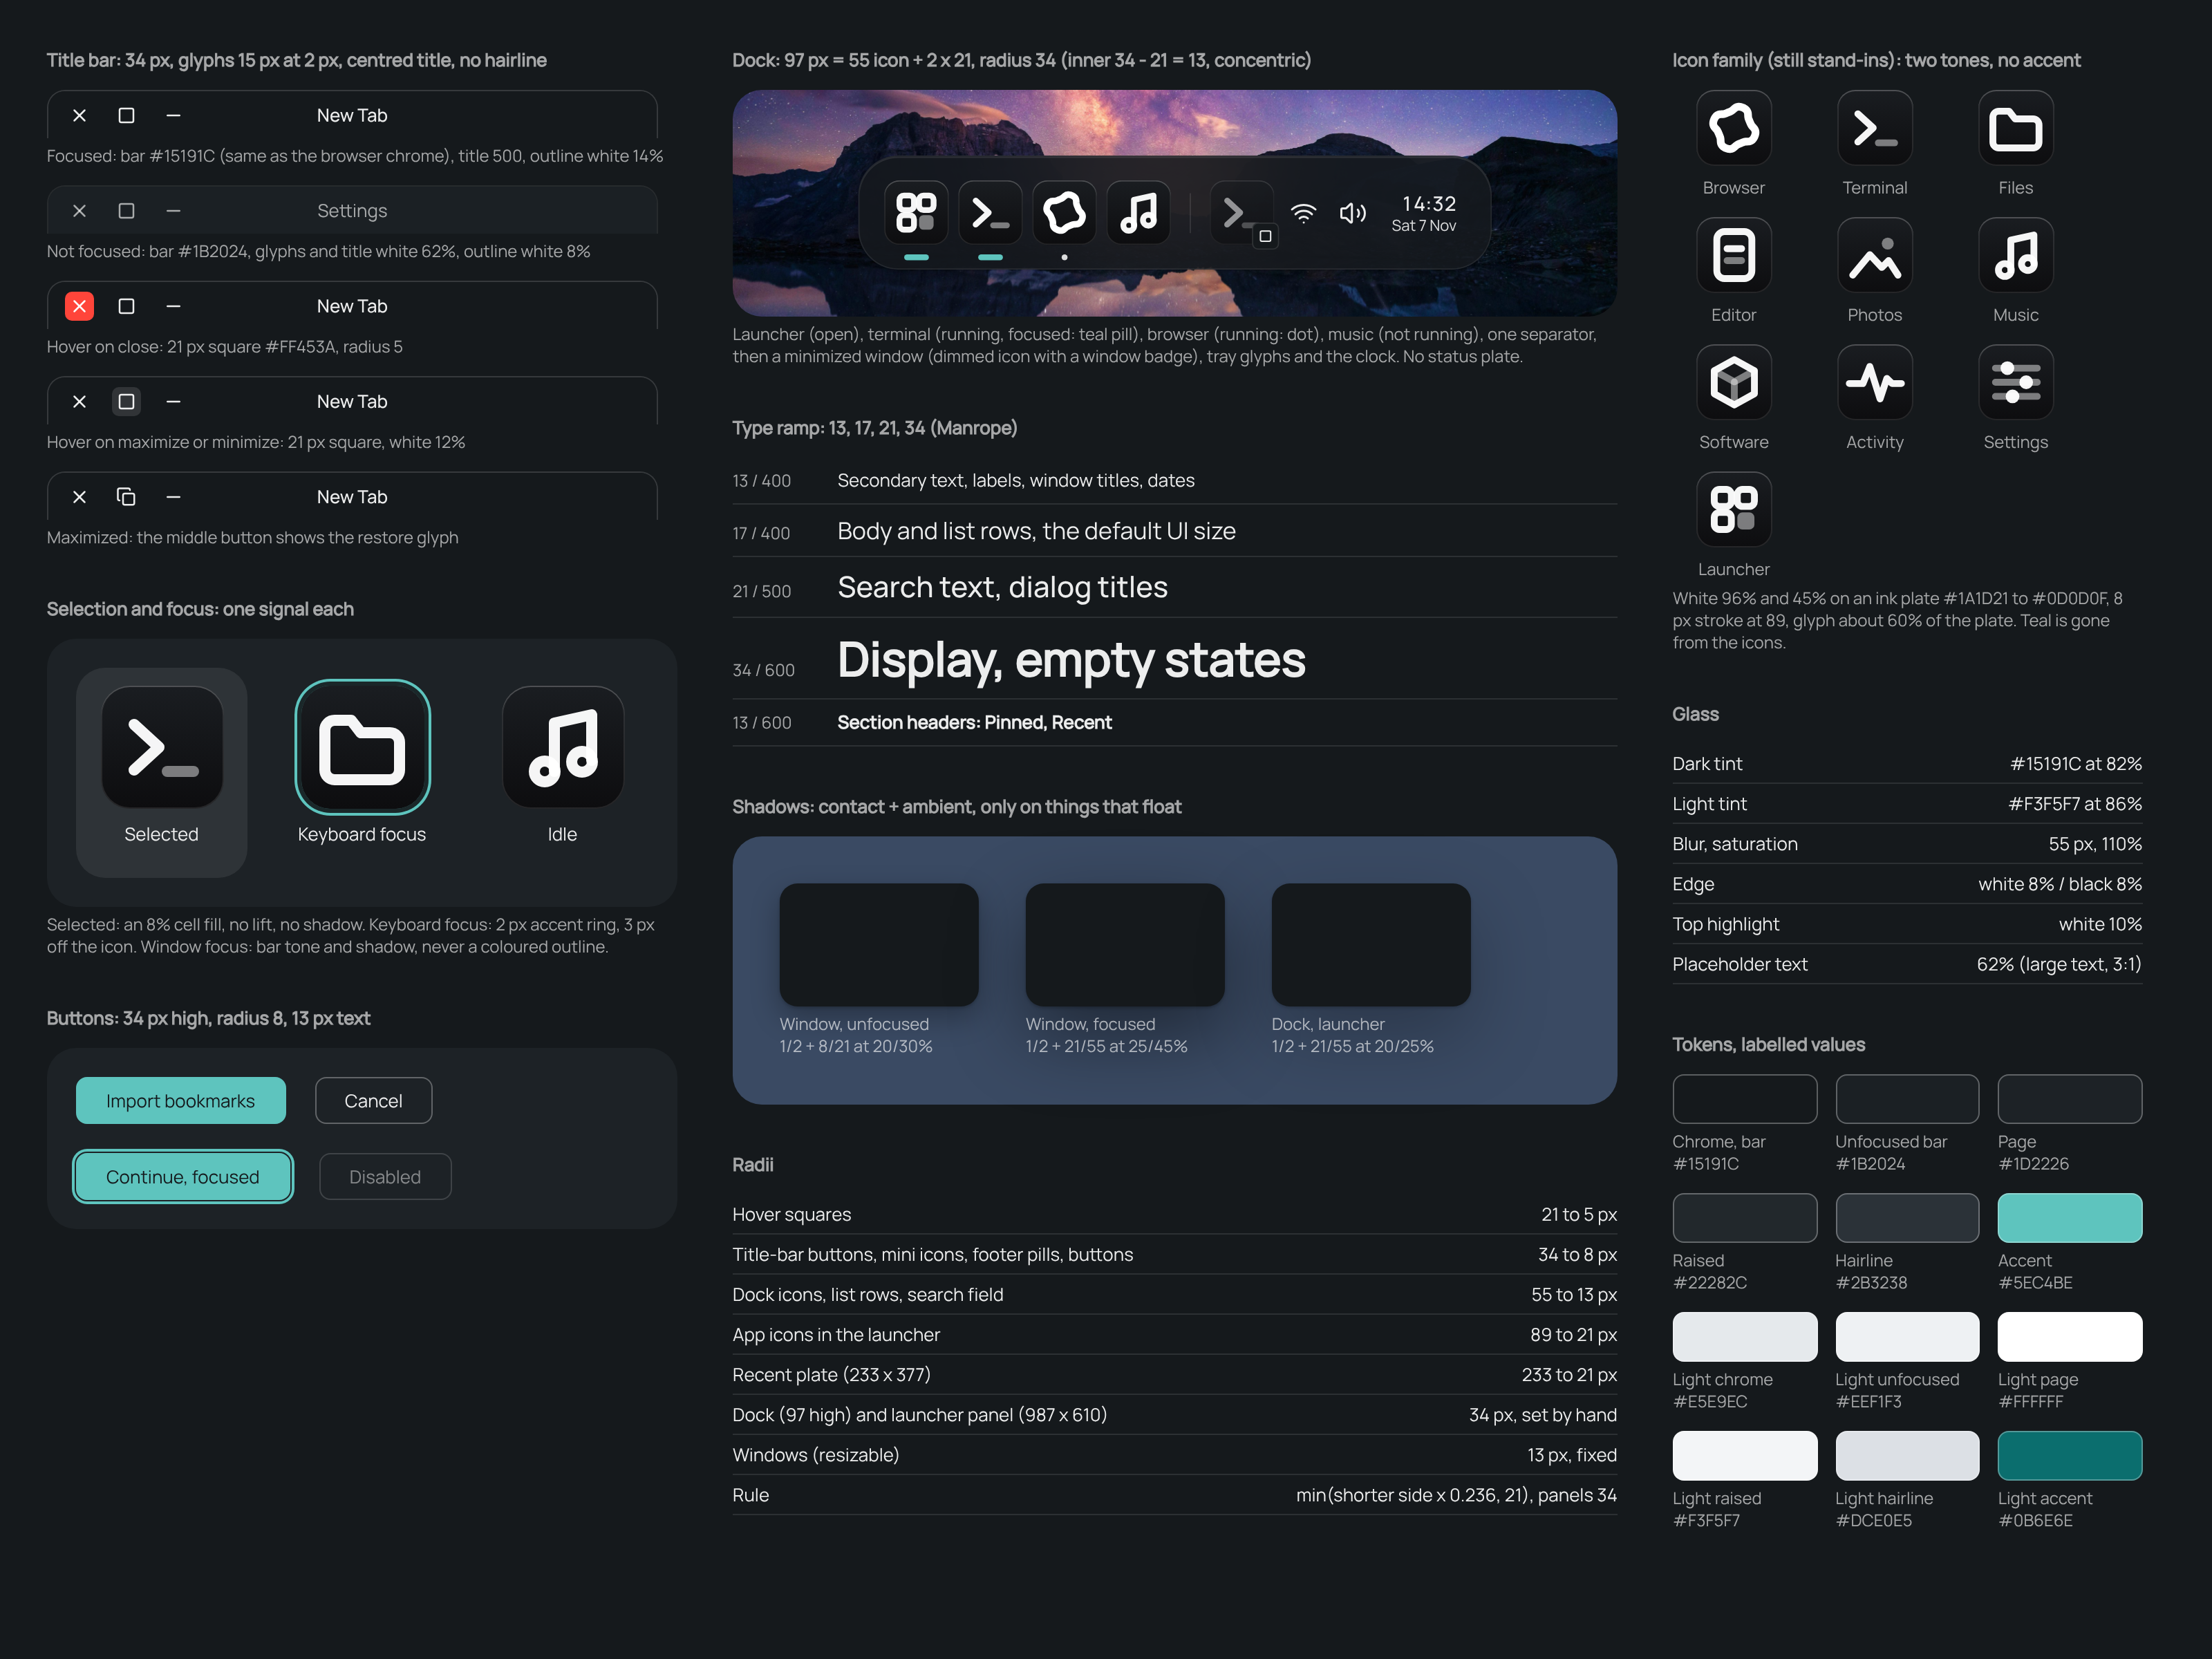 Title bar: 34 px, glyphs 15 px at 2 px, centred title, no hairline
New Tab
Focused: bar #15191C (same as the browser chrome), title 500, outline white 14%
Settings
Not focused: bar #1B2024, glyphs and title white 62%, outline white 8%
New Tab
Hover on close: 21 px square #FF453A, radius 5
New Tab
Hover on maximize or minimize: 21 px square, white 12%
New Tab
Maximized: the middle button shows the restore glyph
Selection and focus: one signal each
Selected
Keyboard focus
Idle
Selected: an 8% cell fill, no lift, no shadow. Keyboard focus: 2 px accent ring, 3 px
off the icon. Window focus: bar tone and shadow, never a coloured outline.
Buttons: 34 px high, radius 8, 13 px text
Import bookmarks
Cancel
Continue, focused
Disabled
Dock: 97 px = 55 icon + 2 x 21, radius 34 (inner 34 - 21 = 13, concentric)
14:32
Sat 7 Nov
Launcher (open), terminal (running, focused: teal pill), browser (running: dot), music (not running), one separator,
then a minimized window (dimmed icon with a window badge), tray glyphs and the clock. No status plate.
Type ramp: 13, 17, 21, 34 (Manrope)
13 / 400 Secondary text, labels, window titles, dates
17 / 400 Body and list rows, the default UI size
21 / 500 Search text, dialog titles
34 / 600 Display, empty states
13 / 600 Section headers: Pinned, Recent
Shadows: contact + ambient, only on things that float
Window, unfocused
1/2 + 8/21 at 20/30%
Window, focused
1/2 + 21/55 at 25/45%
Dock, launcher
1/2 + 21/55 at 20/25%
Radii
Hover squares 21 to 5 px
Title-bar buttons, mini icons, footer pills, buttons 34 to 8 px
Dock icons, list rows, search field 55 to 13 px
App icons in the launcher 89 to 21 px
Recent plate (233 x 377) 233 to 21 px
Dock (97 high) and launcher panel (987 x 610) 34 px, set by hand
Windows (resizable) 13 px, fixed
Rule min(shorter side x 0.236, 21), panels 34
Icon family (still stand-ins): two tones, no accent
Browser
Terminal
Files
Editor
Photos
Music
Software
Activity
Settings
Launcher
White 96% and 45% on an ink plate #1A1D21 to #0D0D0F, 8
px stroke at 89, glyph about 60% of the plate. Teal is gone
from the icons.
Glass
Dark tint #15191C at 82%
Light tint #F3F5F7 at 86%
Blur, saturation 55 px, 110%
Edge white 8% / black 8%
Top highlight white 10%
Placeholder text 62% (large text, 3:1)
Tokens, labelled values
Chrome, bar
#15191C
Unfocused bar
#1B2024
Page
#1D2226
Raised
#22282C
Hairline
#2B3238
Accent
#5EC4BE
Light chrome
#E5E9EC
Light unfocused
#EEF1F3
Light page
#FFFFFF
Light raised
#F3F5F7
Light hairline
#DCE0E5
Light accent
#0B6E6E